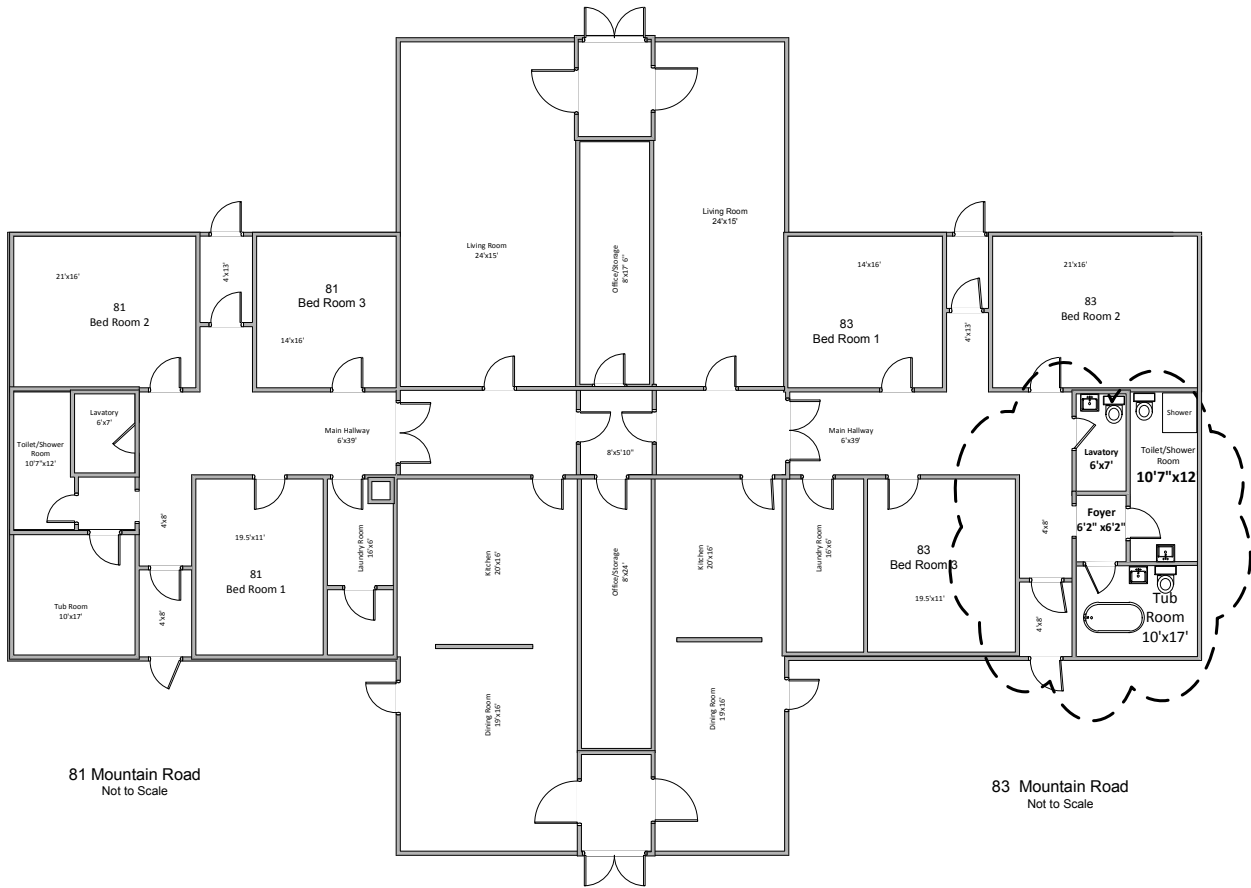 Living Room
24'x15'
Living Room
24'x15'
Office/Storage
8'x17' 6"
21'x16'
81
Bed Room 2
4'x13'
81
Bed Room 3
14'x16'
14'x16'
83
Bed Room 1
4'x13'
21'x16'
83
Bed Room 2
Lavatory
6'x7'
Toilet/Shower
Room
10'7"x12'
Main Hallway
6'x39'
8'x5'10"
Main Hallway
6'x39'
Lavatory
6'x7'
Shower
Toilet/Shower
Room
10'7"x12
Foyer
6'2" x6'2"
4'x8'
19.5'x11'
81
Bed Room 1
Laundry Room
16'x6'
Kitchen
20'x16'
Office/Storage
8'x24'
Kitchen
20'x16'
Laundry Room
16'x6'
83
Bed Room 3
19.5'x11'
4'x8'
Tub Room
10'x17'
4'x8'
4'x8'
Tub
Room
10'x17'
Dining Room
19'x16'
Dining Room
19'x16'
81 Mountain Road
Not to Scale
83 Mountain Road
Not to Scale